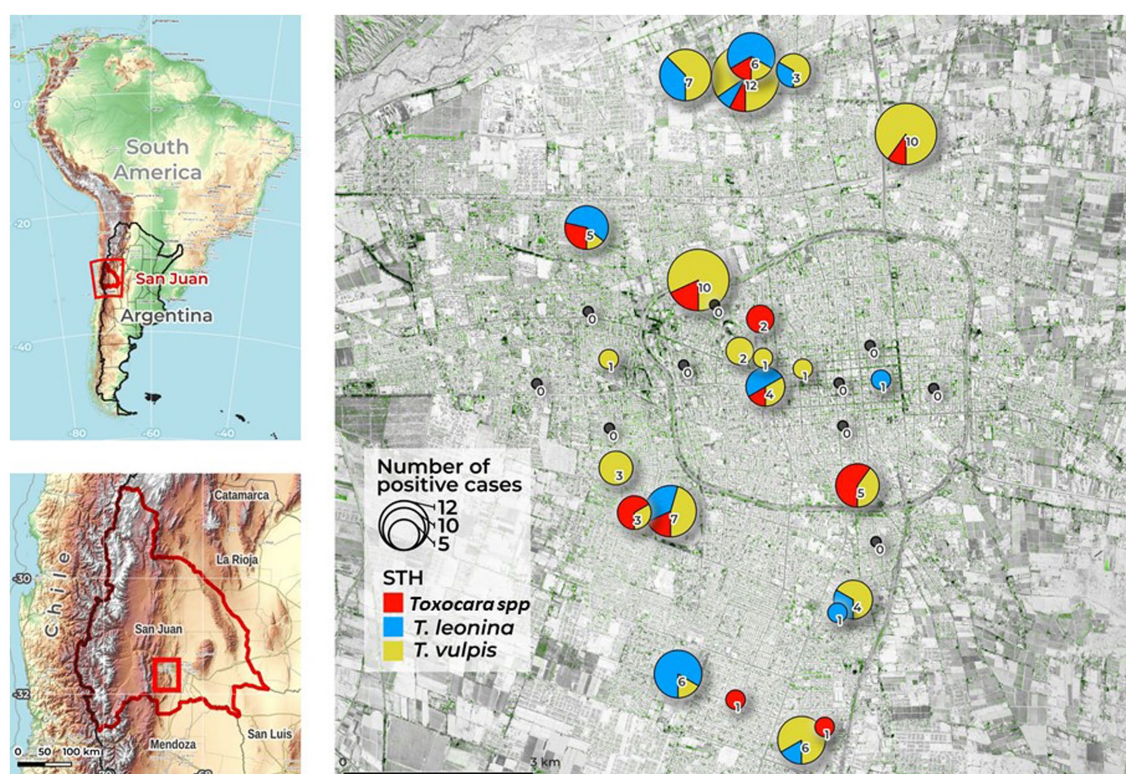 0
South
America
-20
San Juan
Argentina
-40
-80
-60
-40
Catamarca
La Rioja
Chile
-30
San Juan
-32
San Luis
Mendoza
0 50 100 km
7
6
12
3
10
5
10
0
0
2
2
1
1
1
0
0
4
0
1
0
0
0
0
3
5
3
7
0
4
1
6
1
1
6
Number of
positive cases
12
10
5
STH
Toxocara spp
T. leonina
T. vulpis
0
3 km